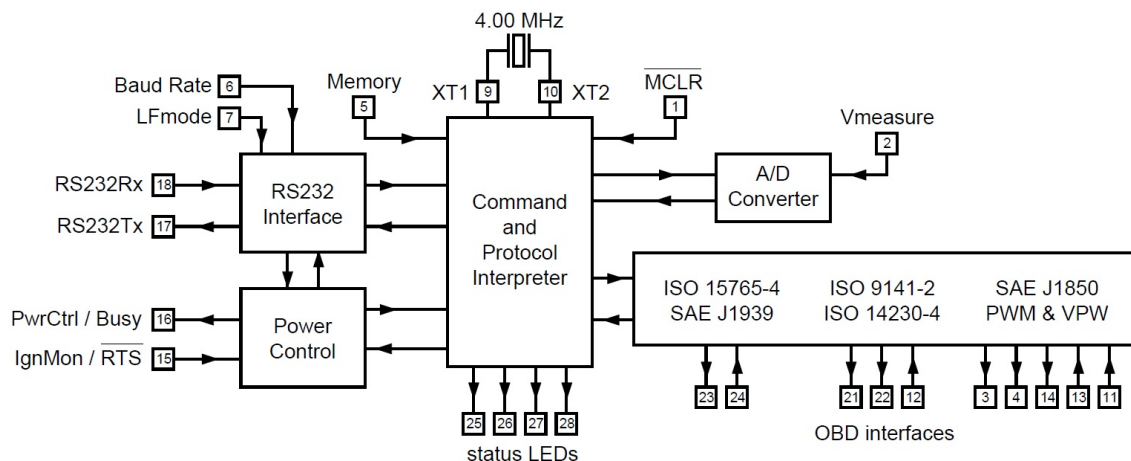 4.00 MHz
Baud Rate 6
Memory
5
XT1 9 10 XT2
MCLR
1
LFmode 7
Vmeasure
2
RS232Rx 18
RS232Tx 17
RS232
Interface
Command
and
Protocol
Interpreter
A/D
Converter
PwrCtrl / Busy 16
IgnMon / RTS 15
Power
Control
ISO 15765-4 ISO 9141-2 SAE J1850
SAE J1939 ISO 14230-4 PWM & VPW
23 24 21 22 12 3 4 14 13 11
25 26 27 28
status LEDs
OBD interfaces